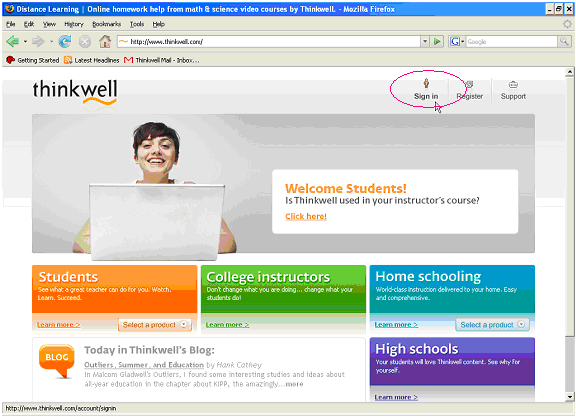 Distance Learning | Online homework help from math & science video courses by Thinkwell. - Mozilla Firefox
File Edit View History Bookmarks Tools Help
http://www.thinkwell.com/
Google
Getting Started Latest Headlines Thinkwell Mail - Inbox...
thinkwell
Sign in Register Support
Welcome Students!
Is Thinkwell used in your instructor's course?
Click here!
Students
See what a great teacher can do for you. Watch.
Learn. Succeed.
Learn more >
Select a product
College instructors
Don't change what you are doing... change what your
students do!
Learn more >
Home schooling
World-class instruction delivered to your home. Easy
and comprehensive.
Learn more >
Select a product
BLOG
Today in Thinkwell's Blog:
Outliers, Summer, and Education by Hank Cathey
In Malcom Gladwell's Outliers, I found some interesting studies and ideas about
all-year education in the chapter about KIPP, the amazingly...more
High schools
Your students will love Thinkwell content. See why for
yourself.
Learn more >
http://www.thinkwell.com/account/signin